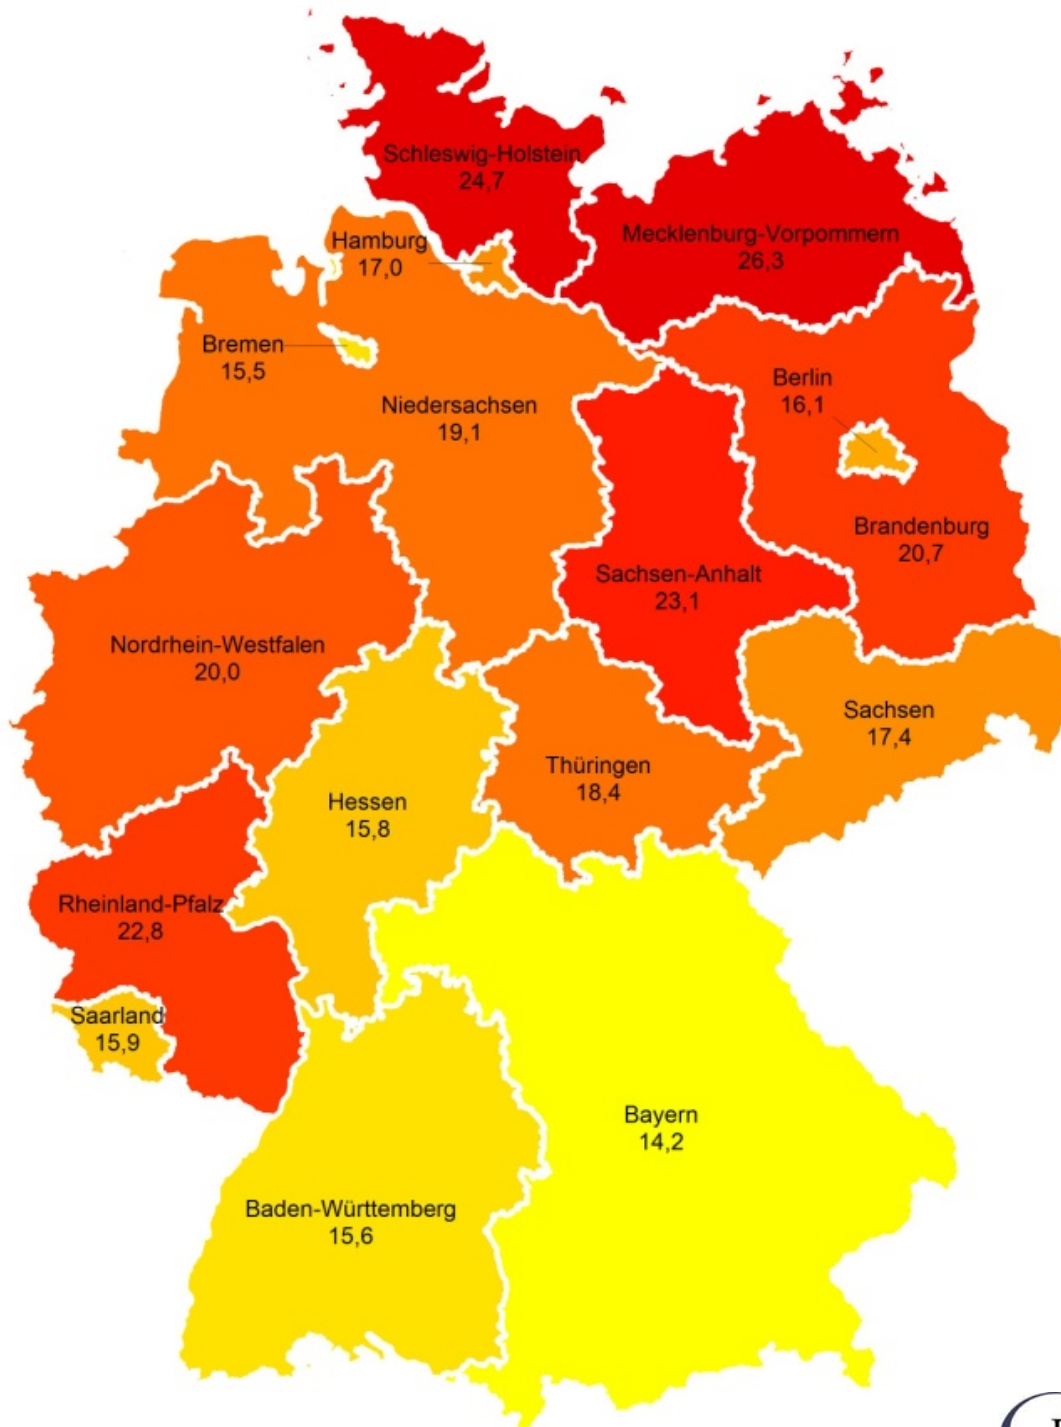 Schleswig-Holstein
24,7
Mecklenburg-Vorpommern
26,3
Hamburg
17,0
Bremen
15,5
Niedersachsen
19,1
Berlin
16,1
Brandenburg
20,7
Sachsen-Anhalt
23,1
Nordrhein-Westfalen
20,0
Sachsen
17,4
Thüringen
18,4
Hessen
15,8
Rheinland-Pfalz
22,8
Saarland
15,9
Bayern
14,2
Baden-Württemberg
15,6